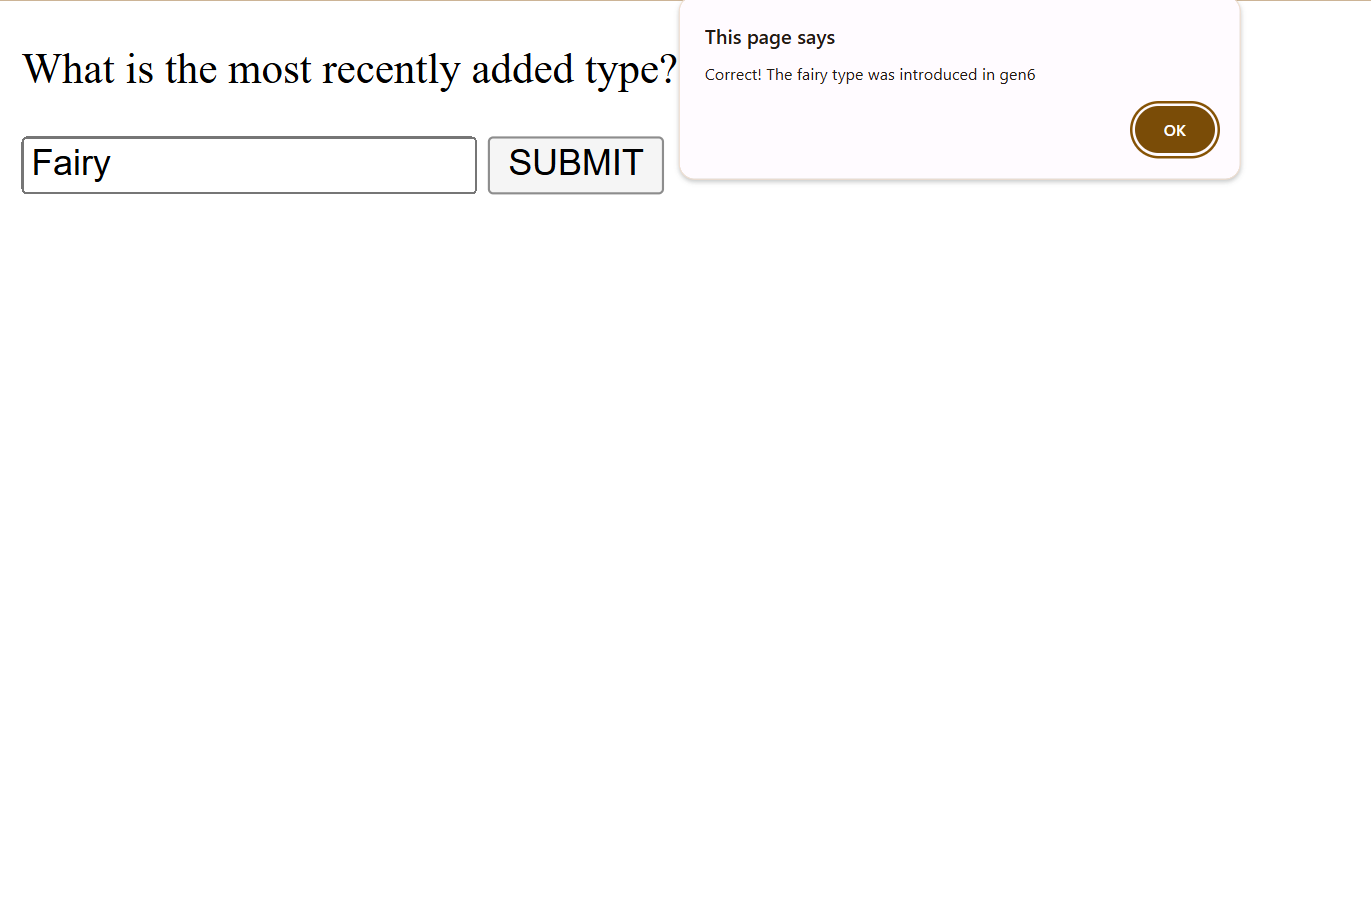 What is the most recently added type?
Fairy
SUBMIT
This page says
Correct! The fairy type was introduced in gen6
OK